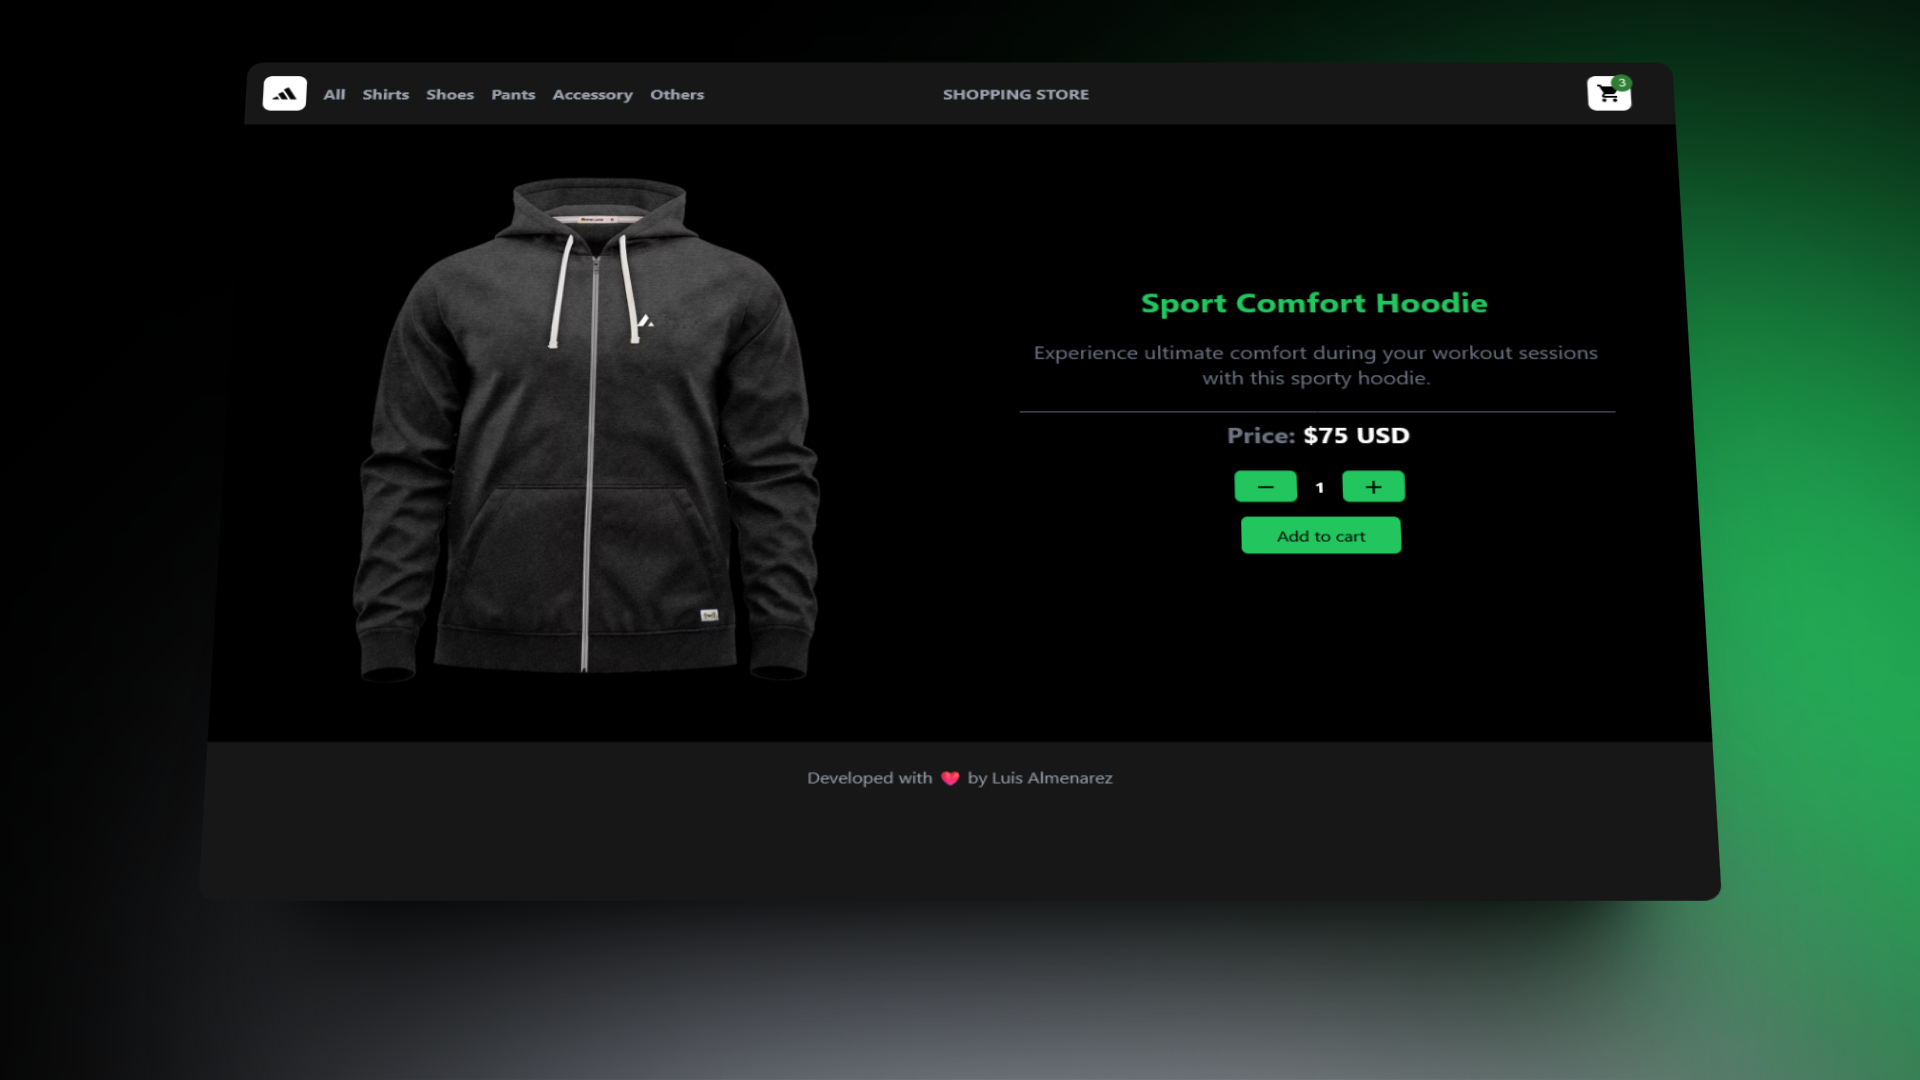 All Shirts Shoes Pants Accessory Others
SHOPPING STORE
3
Sport Comfort Hoodie
Experience ultimate comfort during your workout sessions
with this sporty hoodie.
Price: $75 USD
− 1 +
Add to cart
Developed with ❤️ by Luis Almenarez